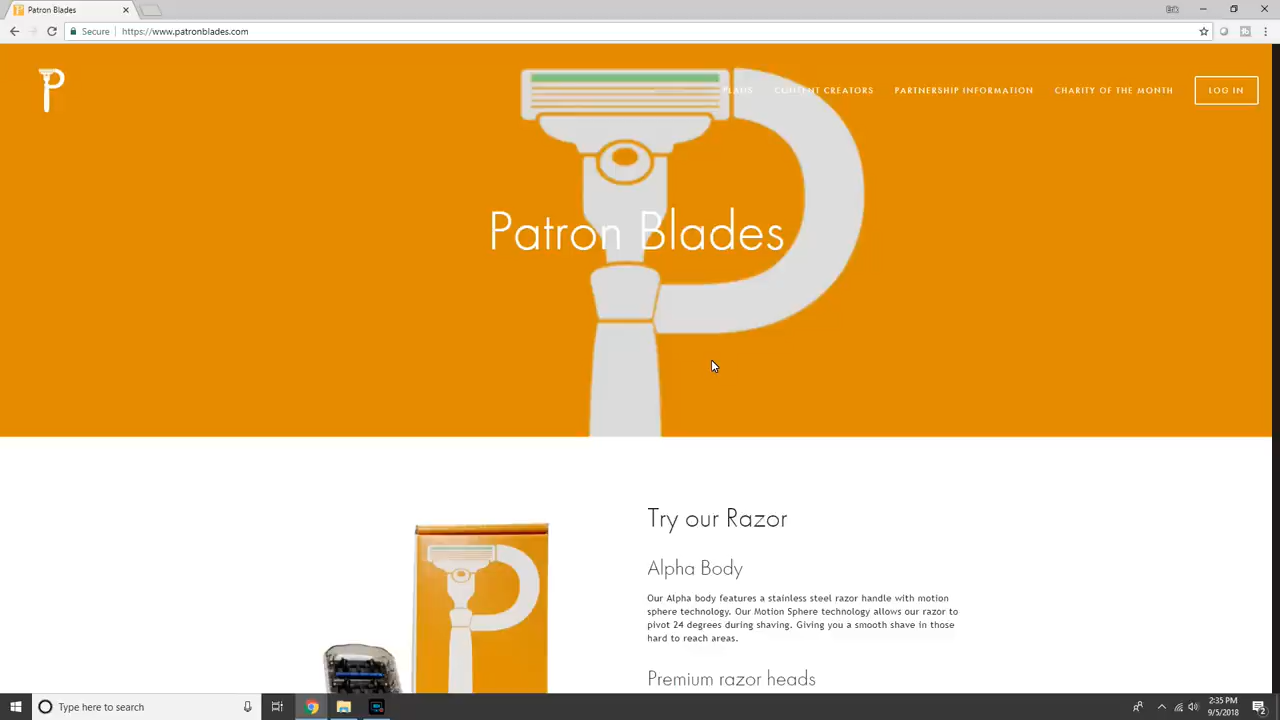 Patron Blades
Secure
https://www.patronblades.com
PLANS
CONTENT CREATORS
PARTNERSHIP INFORMATION
CHARITY OF THE MONTH
LOG IN
Patron Blades
Try our Razor
Alpha Body
Our Alpha body features a stainless steel razor handle with motion
sphere technology. Our Motion Sphere technology allows our razor to
pivot 24 degrees during shaving. Giving you a smooth shave in those
hard to reach areas.
Premium razor heads
Type here to search
2:35 PM
9/5/2018
2